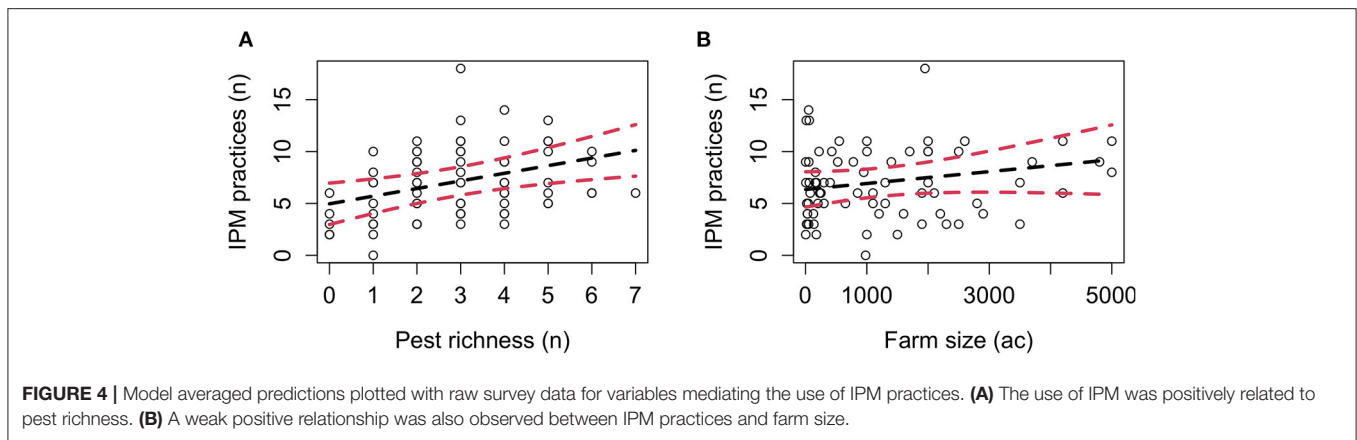 A
B
IPM practices (n)
15
10
5
0
0 1 2 3 4 5 6 7
Pest richness (n)
IPM practices (n)
15
10
5
0
0 1000 3000 5000
Farm size (ac)
FIGURE 4 | Model averaged predictions plotted with raw survey data for variables mediating the use of IPM practices. (A) The use of IPM was positively related to
pest richness. (B) A weak positive relationship was also observed between IPM practices and farm size.